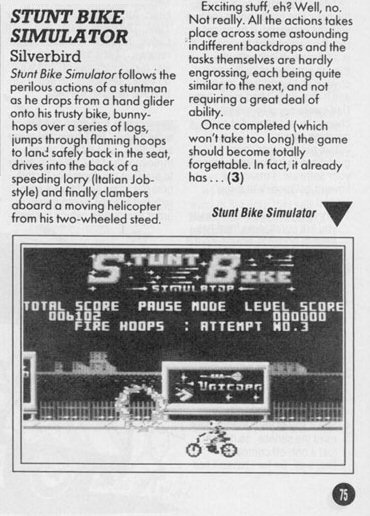 STUNT BIKE
SIMULATOR
Silverbird
Stunt Bike Simulator follows the
perilous actions of a stuntman
as he drops from a hand glider
onto his trusty bike, bunny-
hops over a series of logs,
jumps through flaming hoops
to land safely back in the seat,
drives into the back of a
speeding lorry (Italian Job-
style) and finally clambers
aboard a moving helicopter
from his two-wheeled steed.
Exciting stuff, eh? Well, no.
Not really. All the actions takes
place across some astounding
indifferent backdrops and the
tasks themselves are hardly
engrossing, each being quite
similar to the next, and not
requiring a great deal of
ability.
Once completed (which
won't take too long) the game
should become totally
forgettable. In fact, it already
has . . . (3)
Stunt Bike Simulator
STUNT BIKE
SIMULATOR
TOTAL SCORE PAUSE MODE LEVEL SCORE
006102 000000
FIRE HOOPS : ATTEMPT NO.3
UNICORN
75